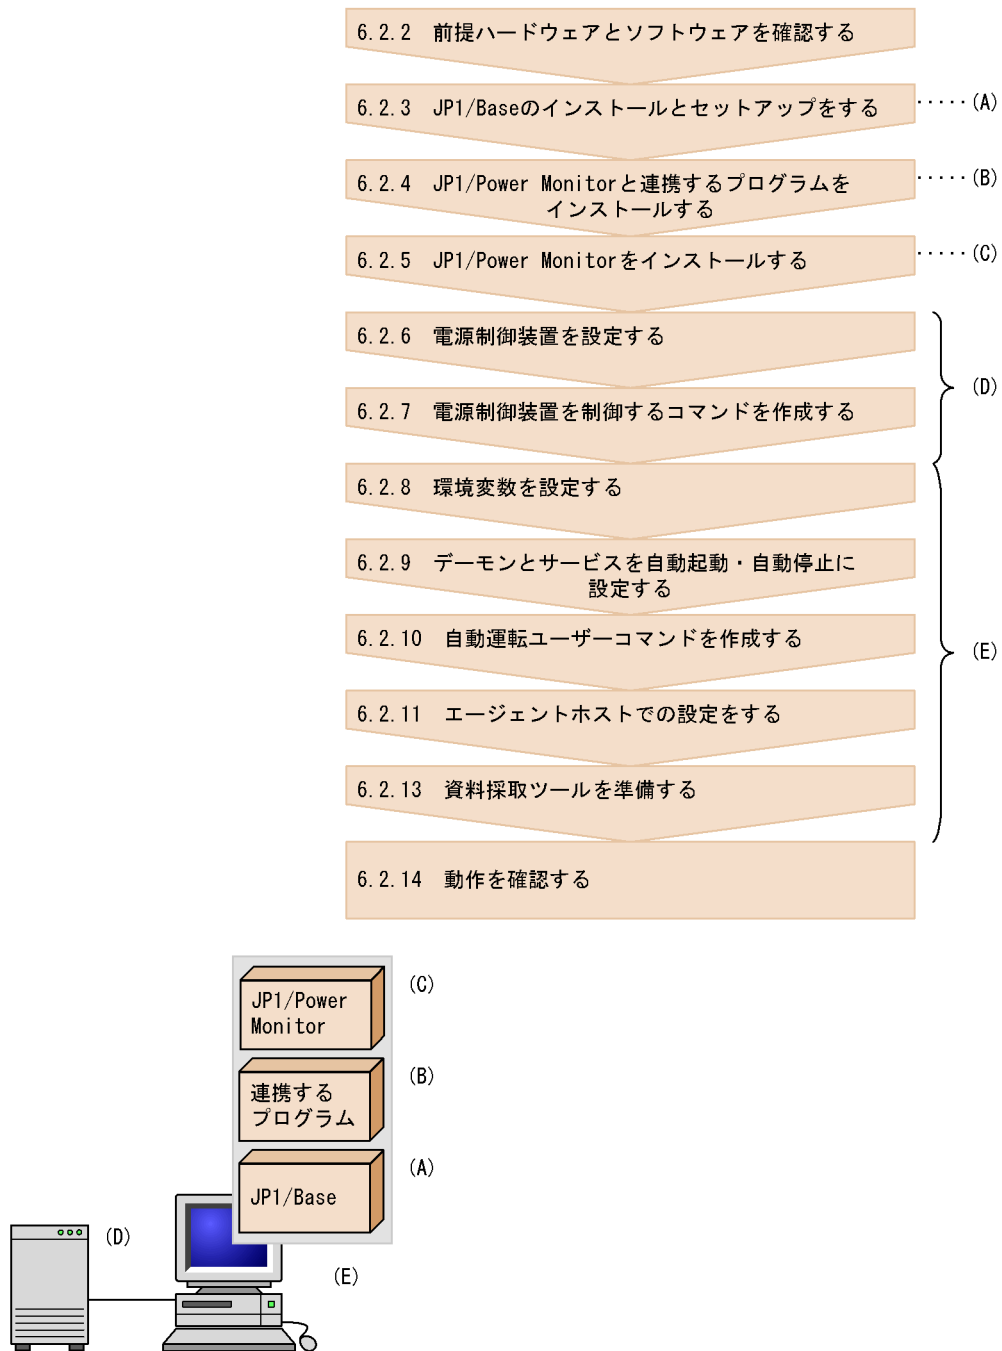 6.2.2 前提ハードウェアとソフトウェアを確認する
6.2.3 JP1/Baseのインストールとセットアップをする
·····(A)
6.2.4 JP1/Power Monitorと連携するプログラムを
インストールする
·····(B)
6.2.5 JP1/Power Monitorをインストールする
·····(C)
6.2.6 電源制御装置を設定する
6.2.7 電源制御装置を制御するコマンドを作成する
(D)
6.2.8 環境変数を設定する
6.2.9 デーモンとサービスを自動起動・自動停止に
設定する
6.2.10 自動運転ユーザーコマンドを作成する
6.2.11 エージェントホストでの設定をする
6.2.13 資料採取ツールを準備する
(E)
6.2.14 動作を確認する
JP1/Power
Monitor
(C)
連携する
プログラム
(B)
JP1/Base
(A)
(D)
(E)